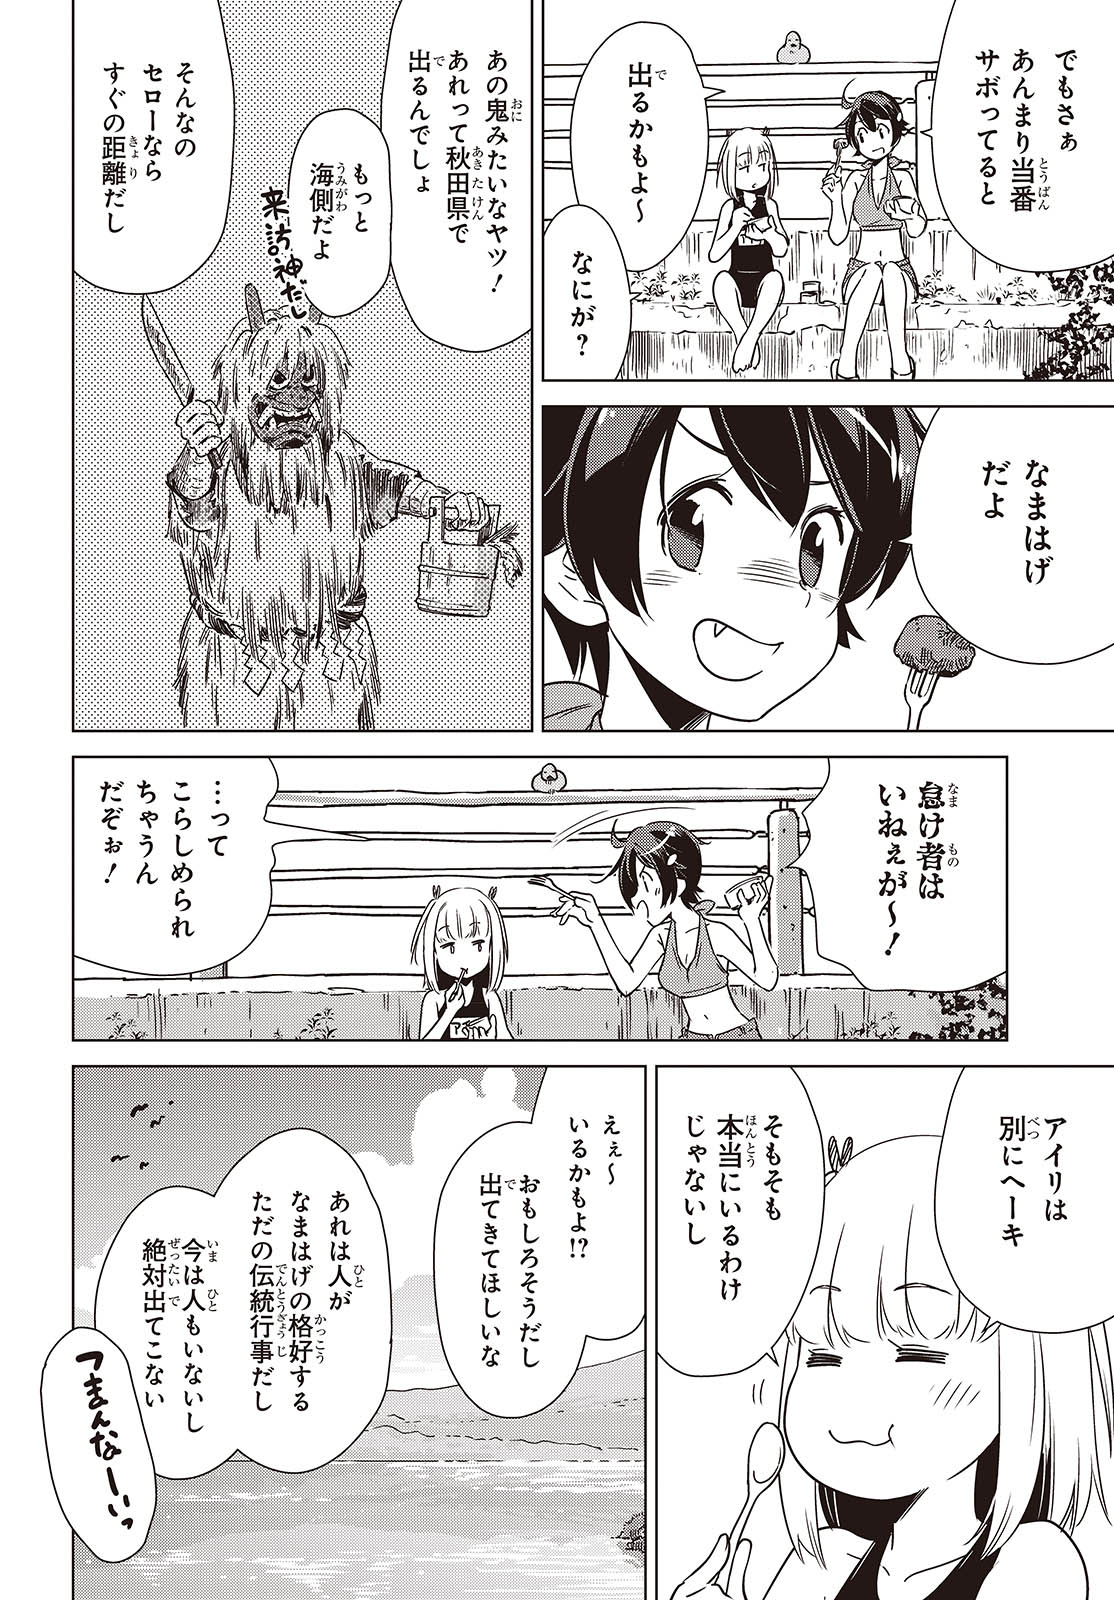 でもさぁ
あんまり当番
サボってると
出るかもよ～
なにが？
なまはげ
だよ
あの鬼みたいなヤツ！
あれって秋田県で
出るんでしょ
もっと
海側だよ
来訪神だし
そんなの
セローなら
すぐの距離だし
怠け者は
いねぇが～！
…って
こらしめられ
ちゃうんだぞぉ！
アイリは
別にヘーキ
そもそも
本当にいるわけ
じゃないし
えぇ～
いるかもよ！？
おもしろそうだし
出てきてほしいな
あれは人が
なまはげの格好する
ただの伝統行事だし
今は人もいないし
絶対出てこない
つまんなーいっ